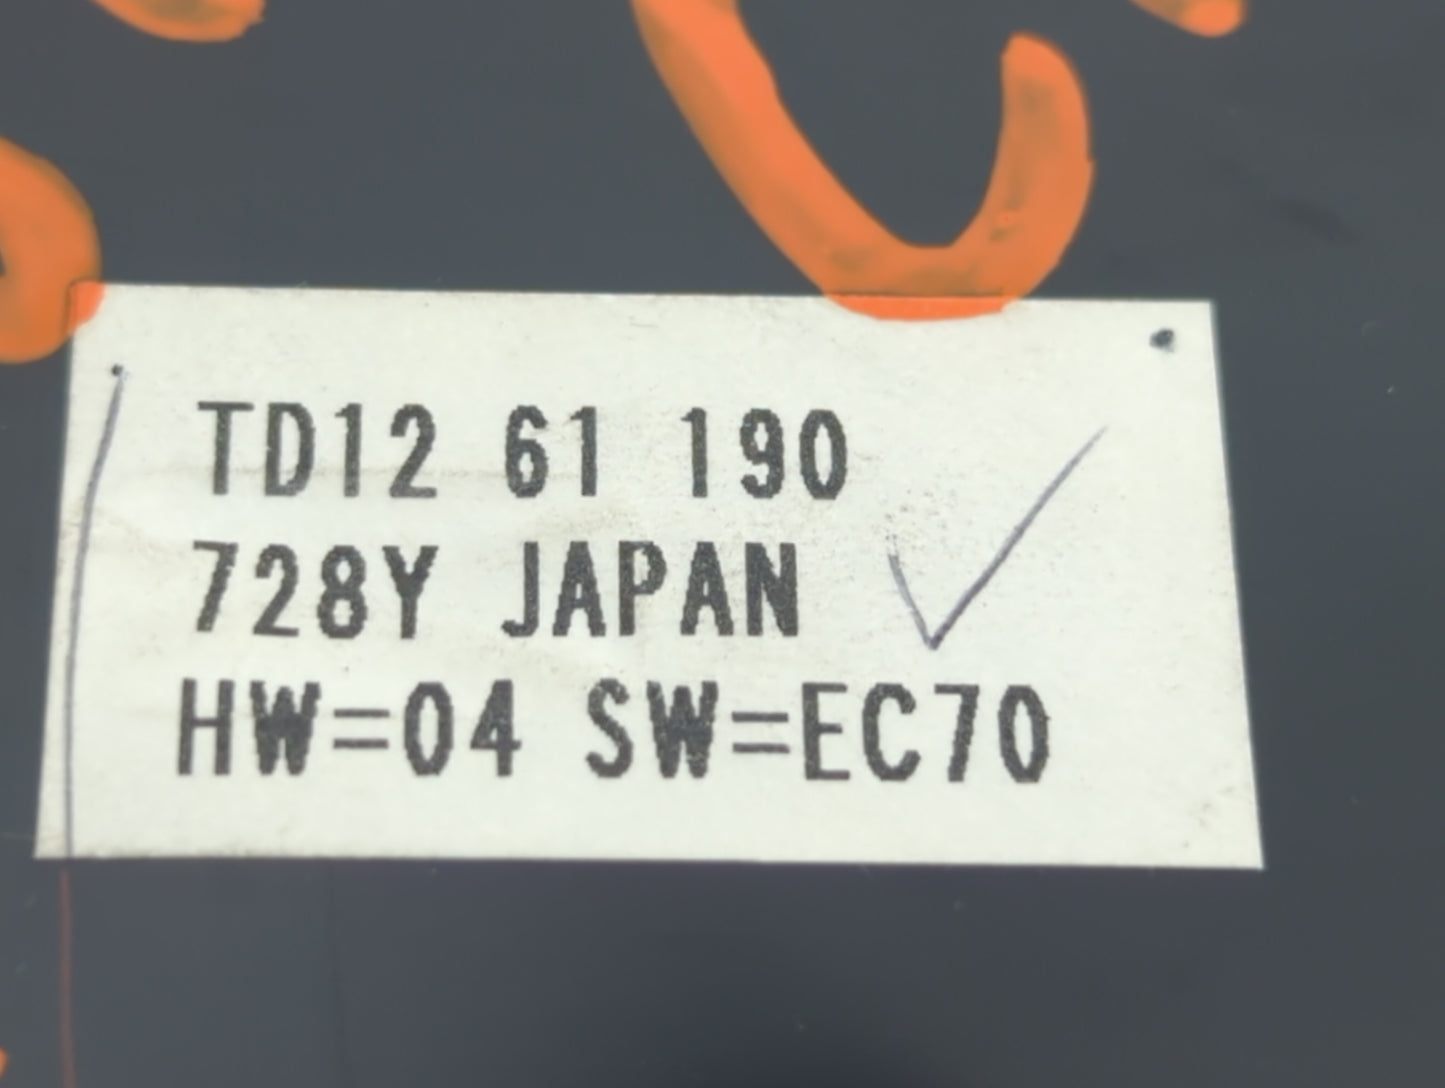 TD12 61 190
728Y JAPAN
HW=04 SW=EC70